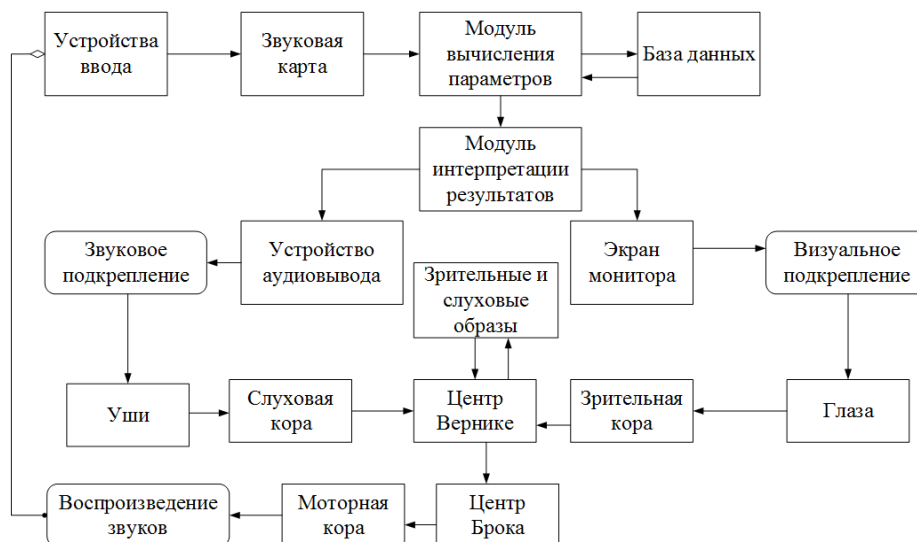 Устройства
ввода
Звуковая
карта
Модуль
вычисления
параметров
База данных
Модуль
интерпретации
результатов
Звуковое
подкрепление
Устройство
аудиовывода
Зрительные и
слуховые
образы
Экран
монитора
Визуальное
подкрепление
Уши
Слуховая
кора
Центр
Вернике
Зрительная
кора
Глаза
Воспроизведение
звуков
Моторная
кора
Центр
Брока